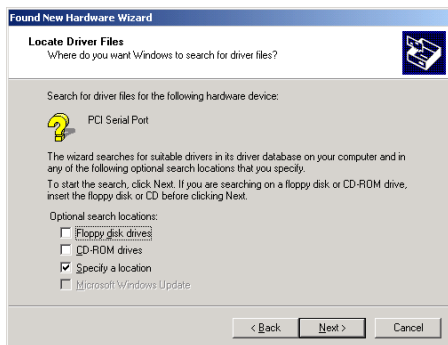 Found New Hardware Wizard
Locate Driver Files
Where do you want Windows to search for driver files?
Search for driver files for the following hardware device:
PCI Serial Port
The wizard searches for suitable drivers in its driver database on your computer and in
any of the following optional search locations that you specify.
To start the search, click Next. If you are searching on a floppy disk or CD-ROM drive,
insert the floppy disk or CD before clicking Next.
Optional search locations:
Floppy disk drives
CD-ROM drives
Specify a location
Microsoft Windows Update
< Back Next > Cancel